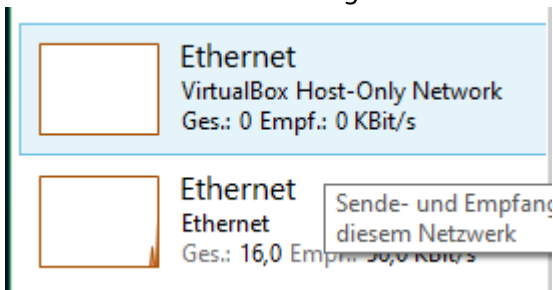 Ethernet
VirtualBox Host-Only Network
Ges.: 0 Empf.: 0 KBit/s
Ethernet
Ethernet
Ges.: 16,0
Sende- und Empfang
diesem Netzwerk